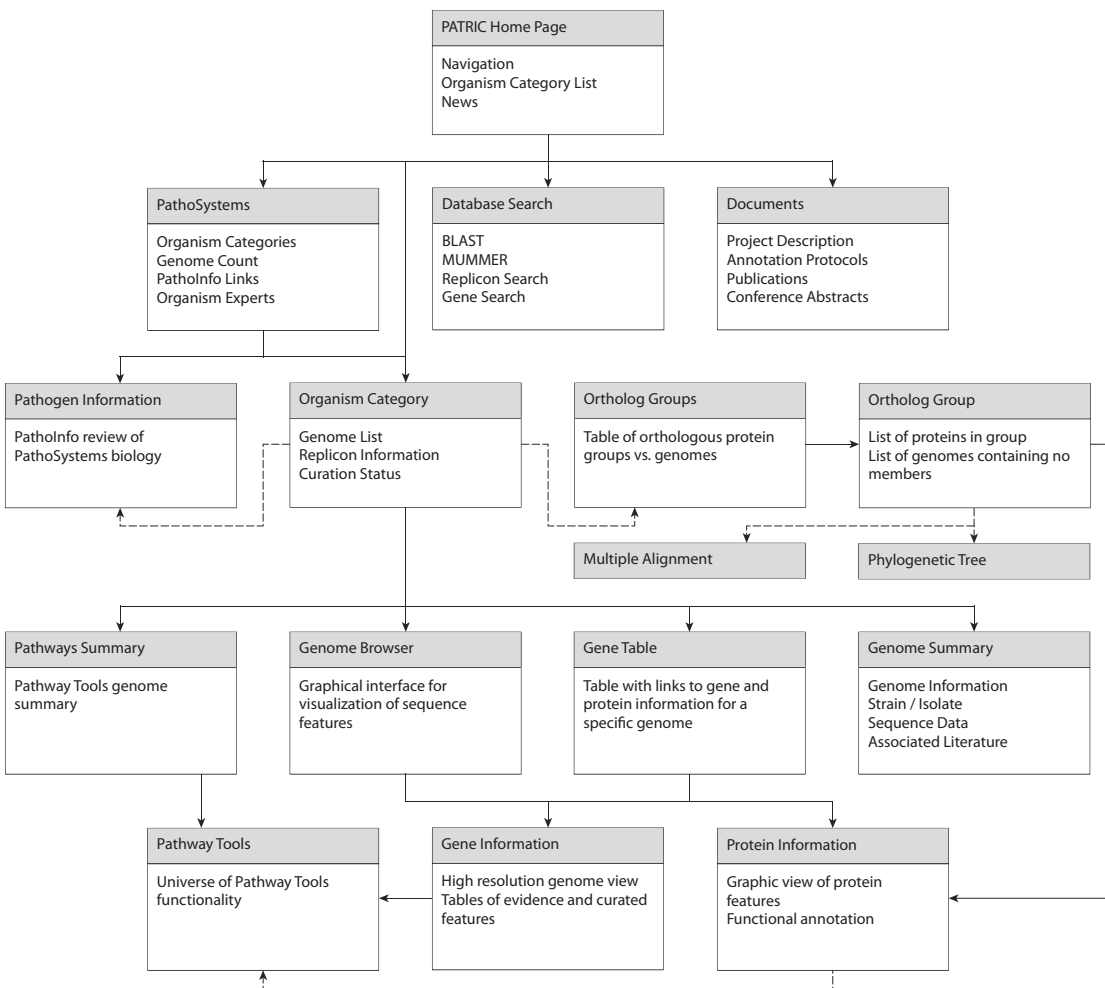 PATRIC Home Page
Navigation
Organism Category List
News
PathoSystems
Organism Categories
Genome Count
PathoInfo Links
Organism Experts
Database Search
BLAST
MUMMER
Replicon Search
Gene Search
Documents
Project Description
Annotation Protocols
Publications
Conference Abstracts
Pathogen Information
PathoInfo review of
PathoSystems biology
Organism Category
Genome List
Replicon Information
Curation Status
Ortholog Groups
Table of orthologous protein
groups vs. genomes
Ortholog Group
List of proteins in group
List of genomes containing no
members
Multiple Alignment
Phylogenetic Tree
Pathways Summary
Pathway Tools genome
summary
Genome Browser
Graphical interface for
visualization of sequence
features
Gene Table
Table with links to gene and
protein information for a
specific genome
Genome Summary
Genome Information
Strain / Isolate
Sequence Data
Associated Literature
Pathway Tools
Universe of Pathway Tools
functionality
Gene Information
High resolution genome view
Tables of evidence and curated
features
Protein Information
Graphic view of protein
features
Functional annotation